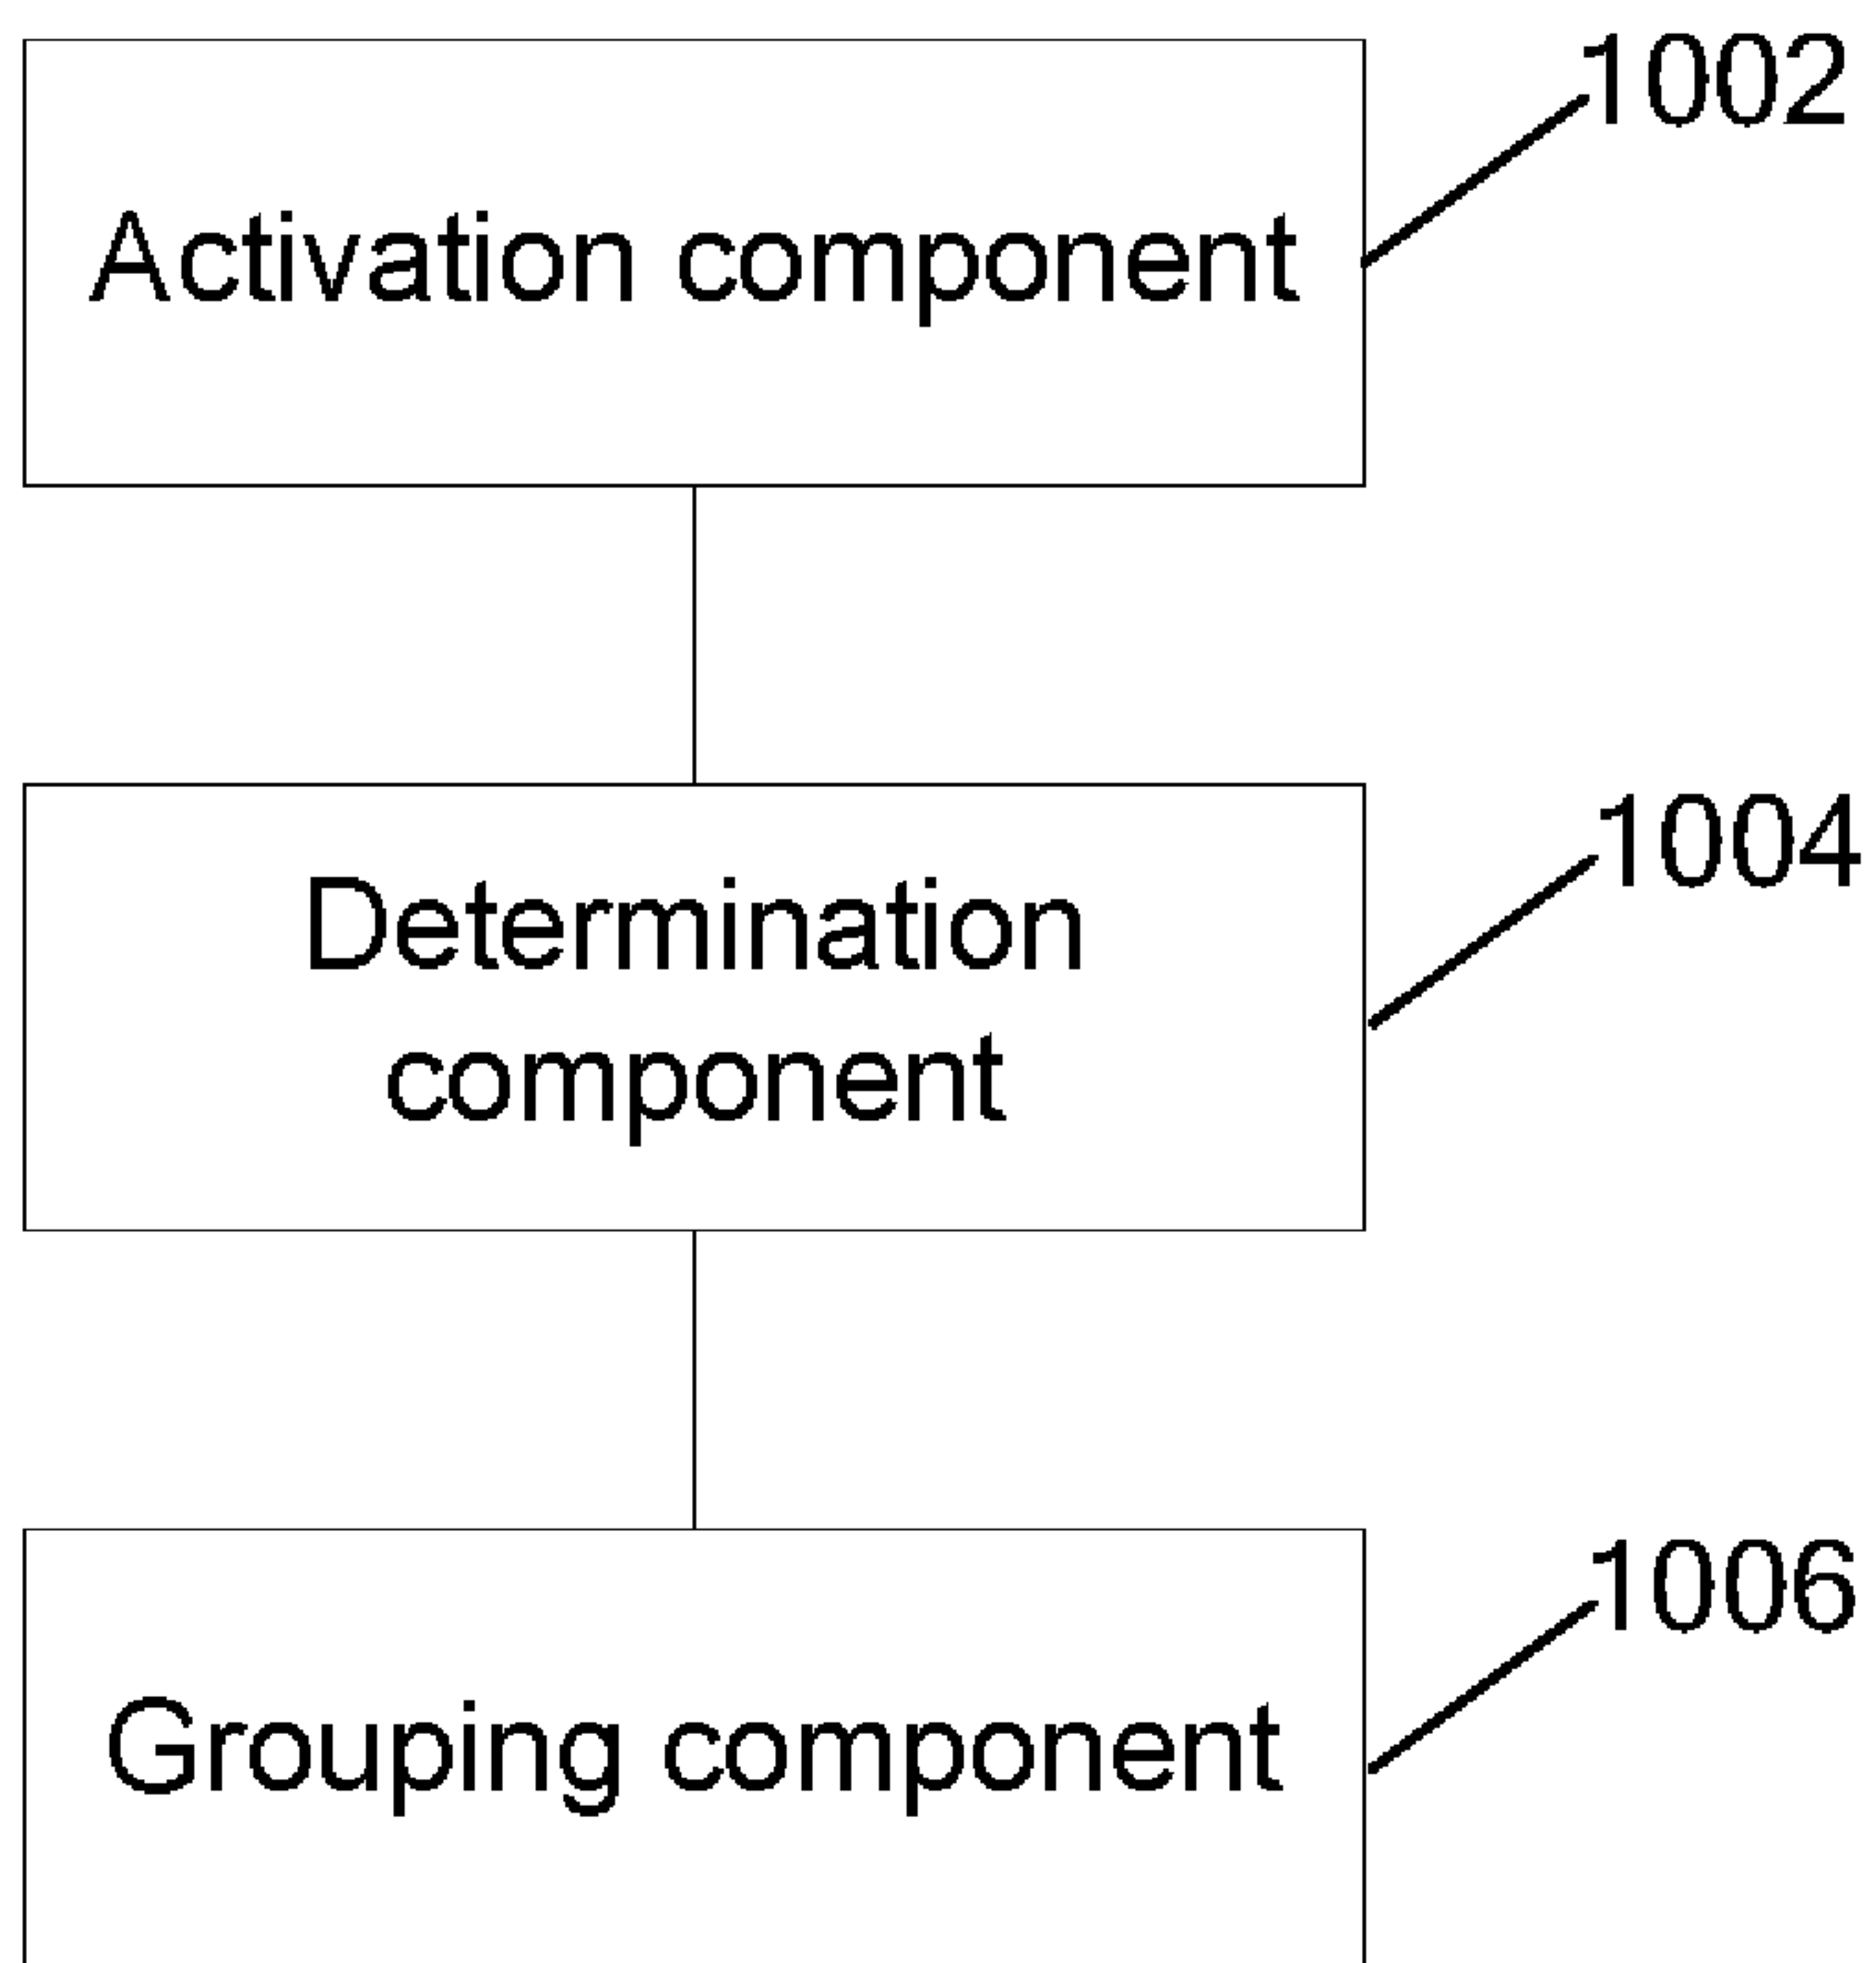 1002
Activation component
1004
Determination
component
1006
Grouping component